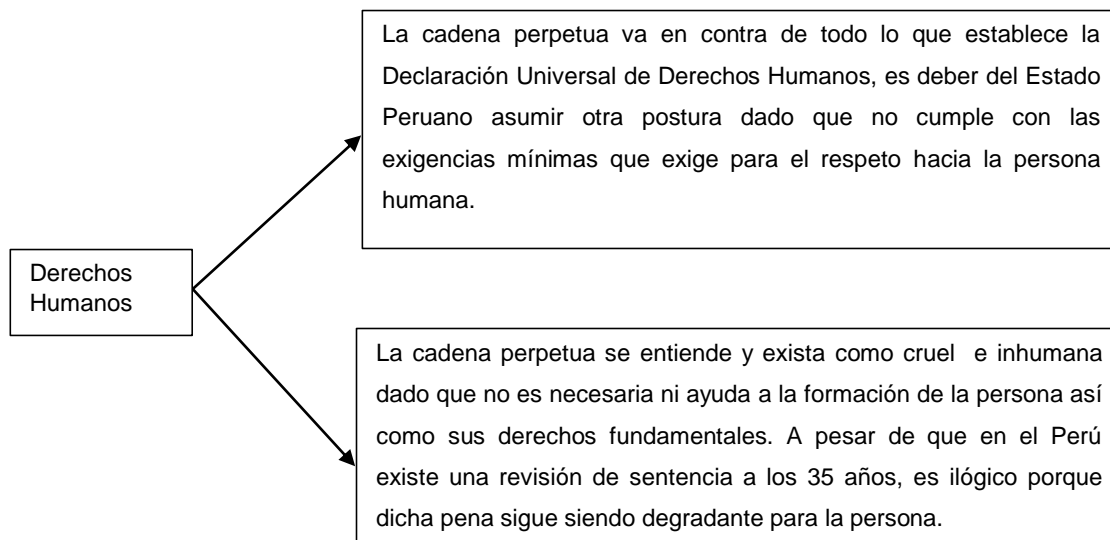 La cadena perpetua va en contra de todo lo que establece la
Declaración Universal de Derechos Humanos, es deber del Estado
Peruano asumir otra postura dado que no cumple con las
exigencias mínimas que exige para el respeto hacia la persona
humana.
Derechos
Humanos
La cadena perpetua se entiende y exista como cruel e inhumana
dado que no es necesaria ni ayuda a la formación de la persona así
como sus derechos fundamentales. A pesar de que en el Perú
existe una revisión de sentencia a los 35 años, es ilógico porque
dicha pena sigue siendo degradante para la persona.